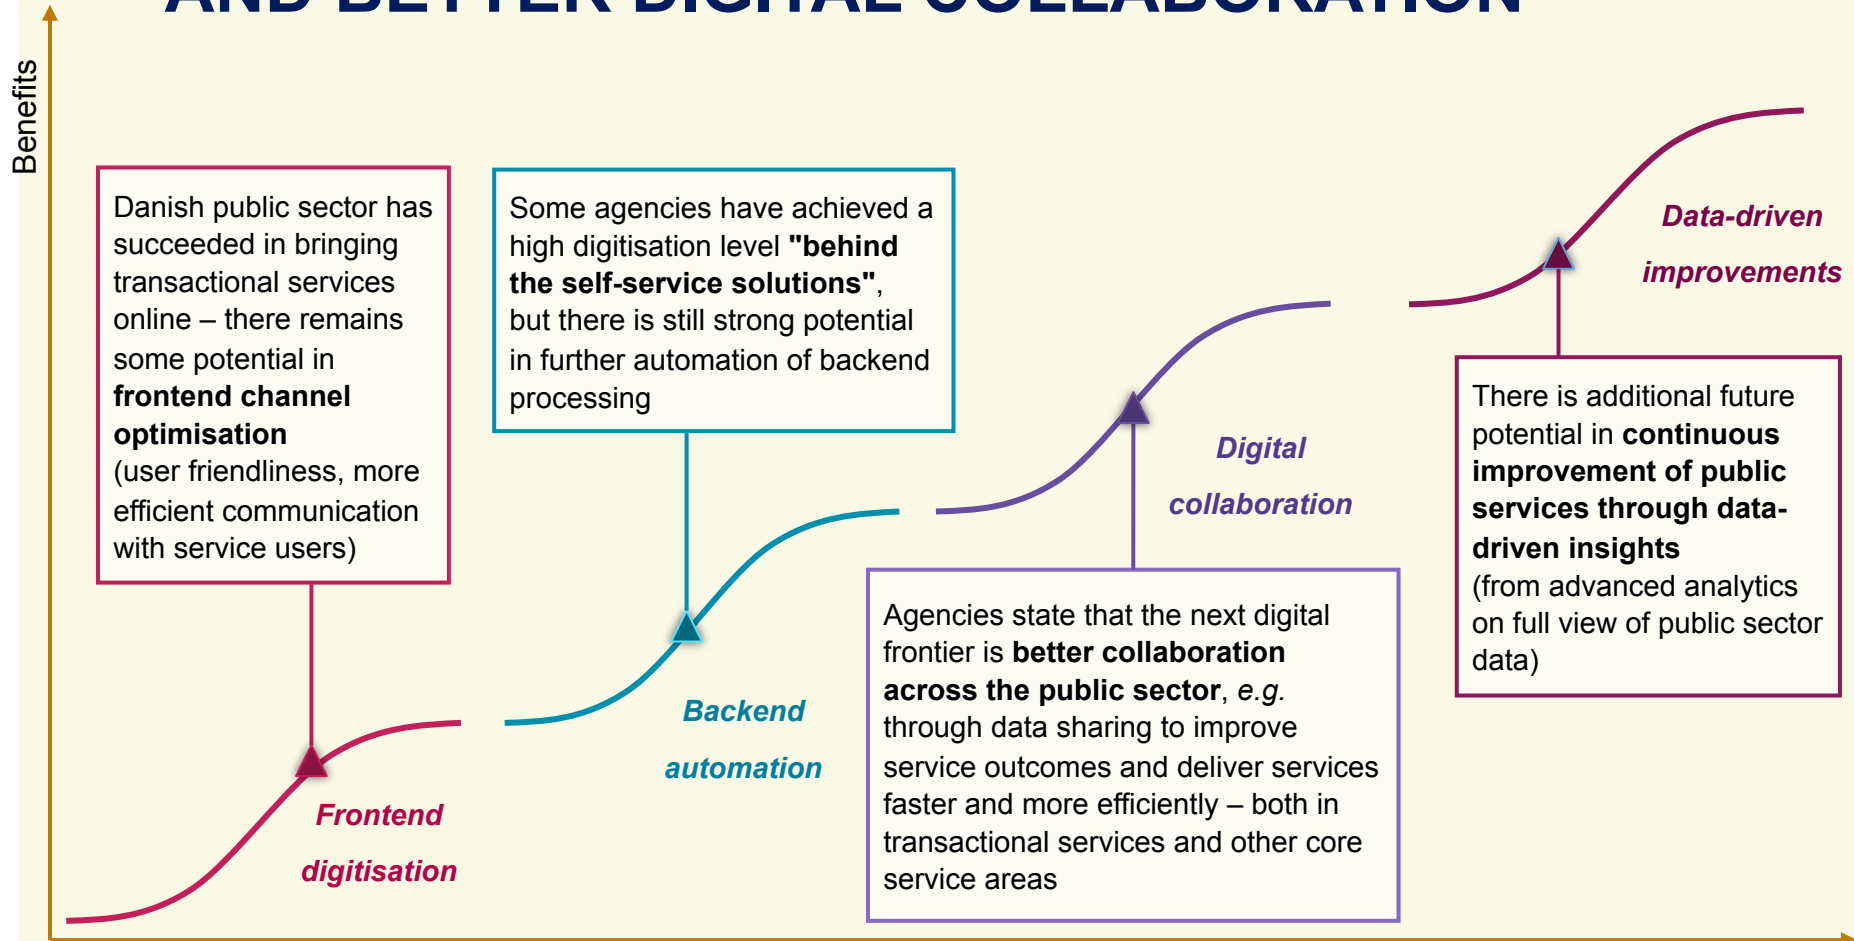 AND BETTER DIGITAL COLLABORATION
Benefits
Danish public sector has
succeeded in bringing
transactional services
online – there remains
some potential in
frontend channel
optimisation
(user friendliness, more
efficient communication
with service users)
Frontend
digitisation
Some agencies have achieved a
high digitisation level "behind
the self-service solutions",
but there is still strong potential
in further automation of backend
processing
Backend
automation
Digital
collaboration
Agencies state that the next digital
frontier is better collaboration
across the public sector, e.g.
through data sharing to improve
service outcomes and deliver services
faster and more efficiently – both in
transactional services and other core
service areas
Data-driven
improvements
There is additional future
potential in continuous
improvement of public
services through data-
driven insights
(from advanced analytics
on full view of public sector
data)